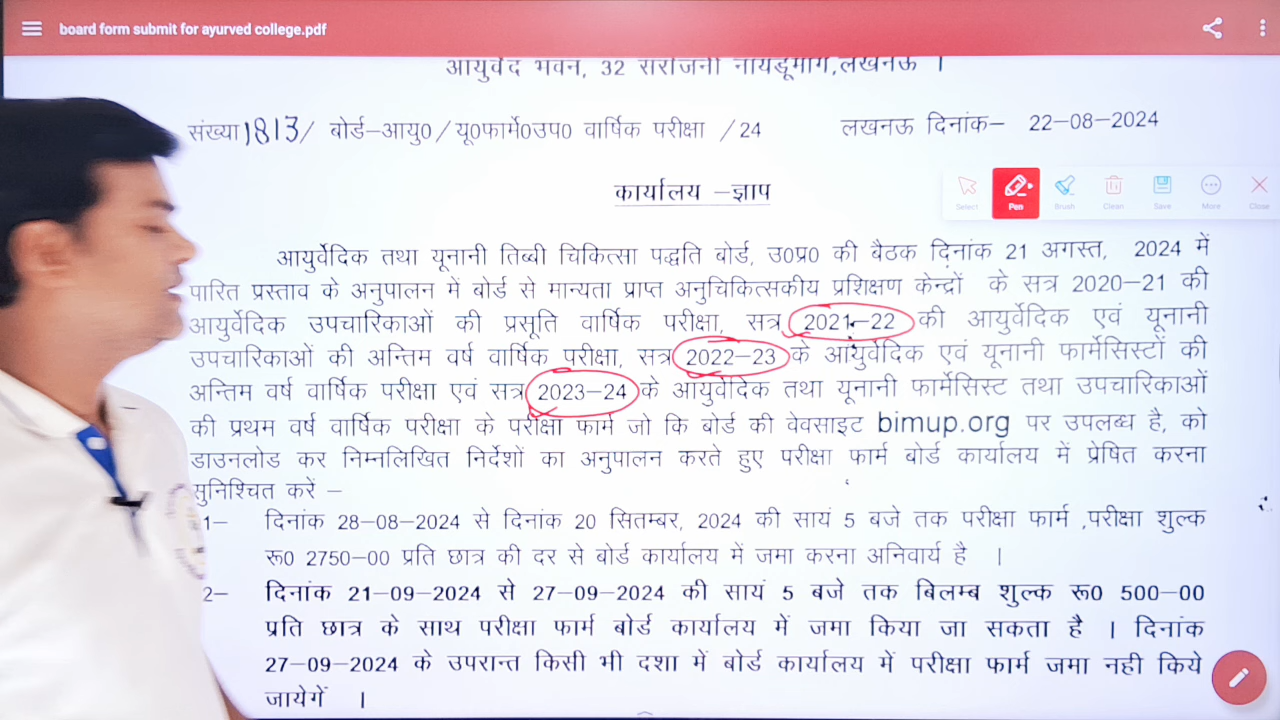 board form submit for ayurved college.pdf
आयुर्वेद भवन, 32 सरोजनी नायडूमार्ग,लखनऊ ।
संख्या 1813/ बोर्ड–आयु0/यू0फार्मे0उप0 वार्षिक परीक्षा /24 लखनऊ दिनांक– 22–08–2024
कार्यालय –ज्ञाप
Select Pen Brush Clean Save More Close
आयुर्वेदिक तथा यूनानी तिब्बी चिकित्सा पद्धति बोर्ड, उ0प्र0 की बैठक दिनांक 21 अगस्त, 2024 में
पारित प्रस्ताव के अनुपालन में बोर्ड से मान्यता प्राप्त अनुचिकित्सकीय प्रशिक्षण केन्द्रों के सत्र 2020–21 की
आयुर्वेदिक उपचारिकाओं की प्रसूति वार्षिक परीक्षा, सत्र 2021–22 की आयुर्वेदिक एवं यूनानी
उपचारिकाओं की अन्तिम वर्ष वार्षिक परीक्षा, सत्र 2022–23 के आयुर्वेदिक एवं यूनानी फार्मेसिस्टों की
अन्तिम वर्ष वार्षिक परीक्षा एवं सत्र 2023–24 के आयुर्वेदिक तथा यूनानी फार्मेसिस्ट तथा उपचारिकाओं
की प्रथम वर्ष वार्षिक परीक्षा के परीक्षा फार्म जो कि बोर्ड की वेवसाइट bimup.org पर उपलब्ध है, को
डाउनलोड कर निम्नलिखित निर्देशों का अनुपालन करते हुए परीक्षा फार्म बोर्ड कार्यालय में प्रेषित करना
सुनिश्चित करें –
1– दिनांक 28–08–2024 से दिनांक 20 सितम्बर, 2024 की सायं 5 बजे तक परीक्षा फार्म ,परीक्षा शुल्क
रू0 2750–00 प्रति छात्र की दर से बोर्ड कार्यालय में जमा करना अनिवार्य है ।
2– दिनांक 21–09–2024 से 27–09–2024 की सायं 5 बजे तक बिलम्ब शुल्क रू0 500–00
प्रति छात्र के साथ परीक्षा फार्म बोर्ड कार्यालय में जमा किया जा सकता है । दिनांक
27–09–2024 के उपरान्त किसी भी दशा में बोर्ड कार्यालय में परीक्षा फार्म जमा नही किये
जायेगें ।